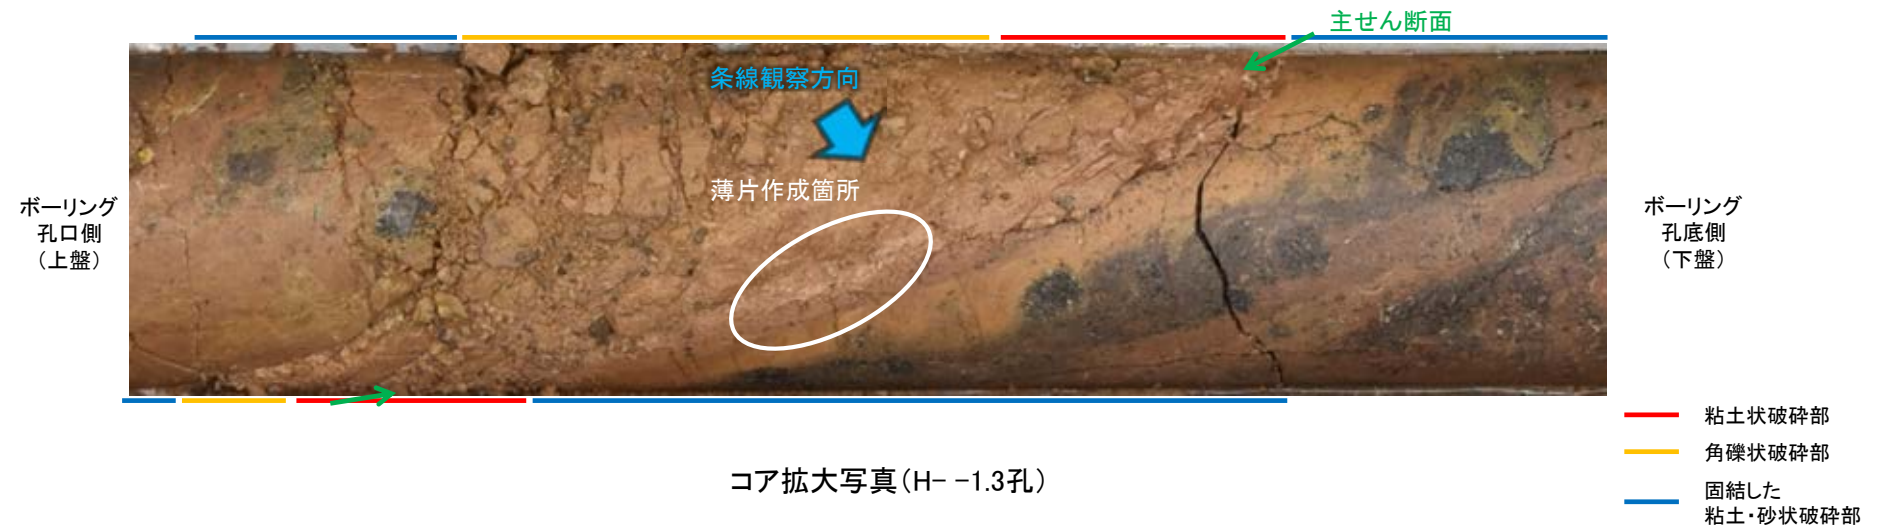 主せん断面
条線観察方向
薄片作成箇所
ボーリング
孔口側
（上盤）
ボーリング
孔底側
（下盤）
粘土状破砕部
角礫状破砕部
固結した
粘土・砂状破砕部
コア拡大写真（H- -1.3孔）